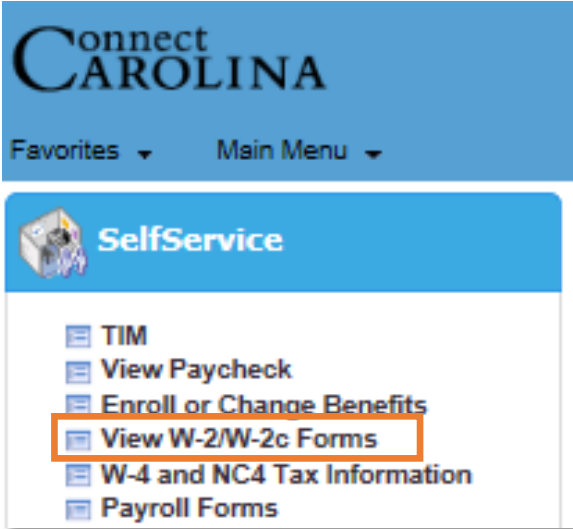 Connect
CAROLINA
Favorites Main Menu
SelfService
TIM
View Paycheck
Enroll or Change Benefits
View W-2/W-2c Forms
W-4 and NC4 Tax Information
Payroll Forms